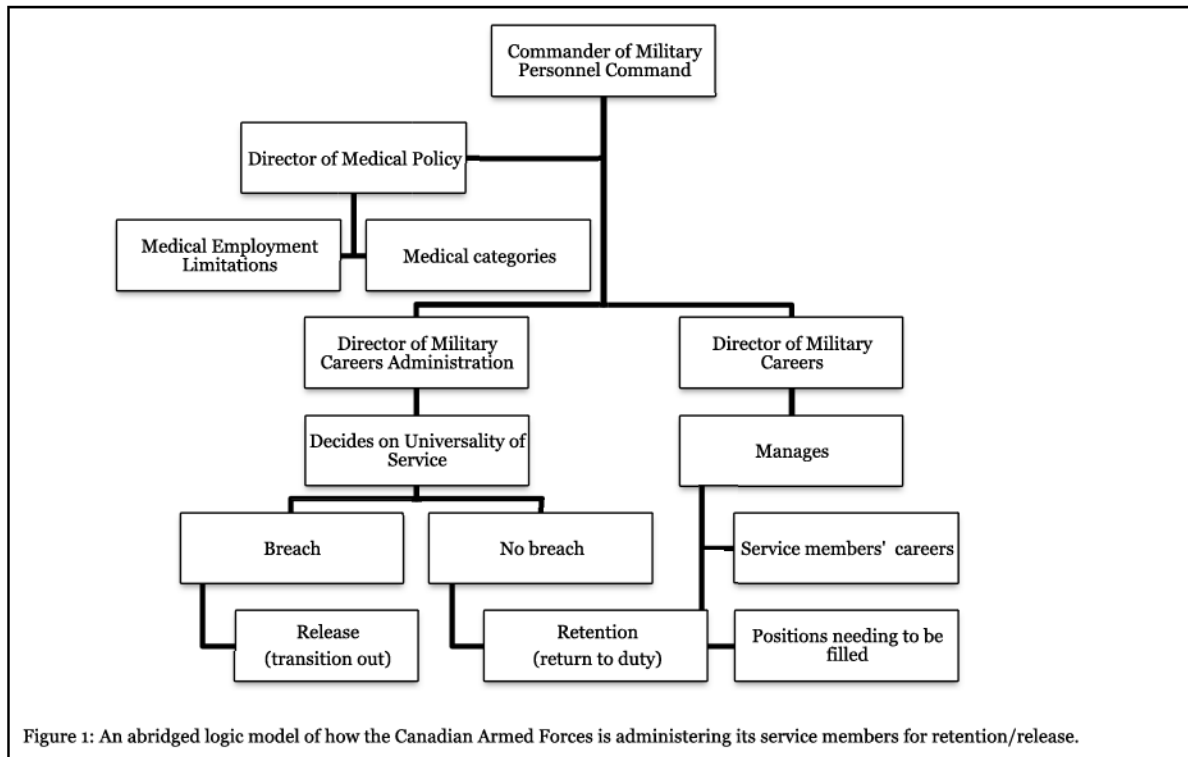 Commander of Military
Personnel Command
Director of Medical Policy
Medical Employment
Limitations
Medical categories
Director of Military
Careers Administration
Director of Military
Careers
Decides on Universality of
Service
Manages
Breach
No breach
Service members' careers
Release
(transition out)
Retention
(return to duty)
Positions needing to be
filled
Figure 1: An abridged logic model of how the Canadian Armed Forces is administering its service members for retention/release.